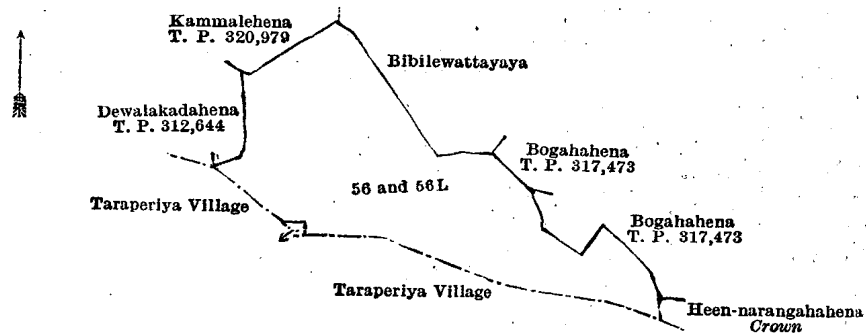 Kammalehena
T. P. 320,979
Bibilewattayaya
Dewalakadahena
T. P. 312,644
Bogahahena
T. P. 317,473
56 and 56L
Taraperiya Village
Bogahahena
T. P. 317,473
Taraperiya Village
Heen-narangahahena
Crown